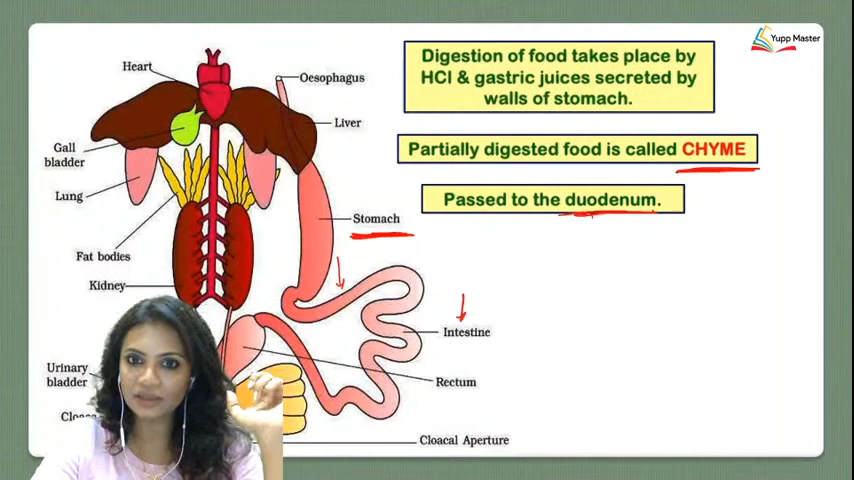 Yupp Master
Digestion of food takes place by
HCl & gastric juices secreted by
walls of stomach.
Partially digested food is called CHYME
Passed to the duodenum.
Heart
Oesophagus
Liver
Gall
bladder
Lung
Stomach
Fat bodies
Kidney
Intestine
Urinary
bladder
Rectum
Cloacal Aperture